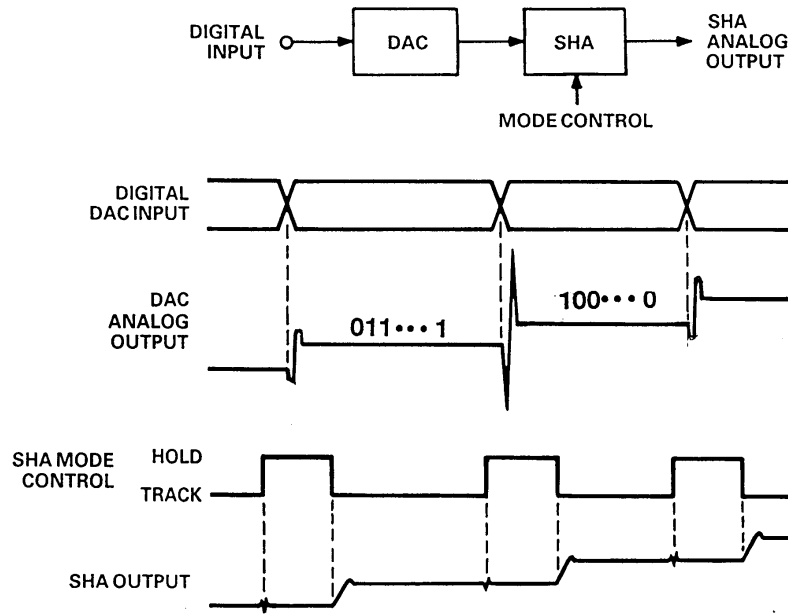 DIGITAL
INPUT
DAC
SHA
SHA
ANALOG
OUTPUT
MODE CONTROL
DIGITAL
DAC INPUT
DAC
ANALOG
OUTPUT
011••• 1
100••• 0
SHA MODE
CONTROL
HOLD
TRACK
SHA OUTPUT